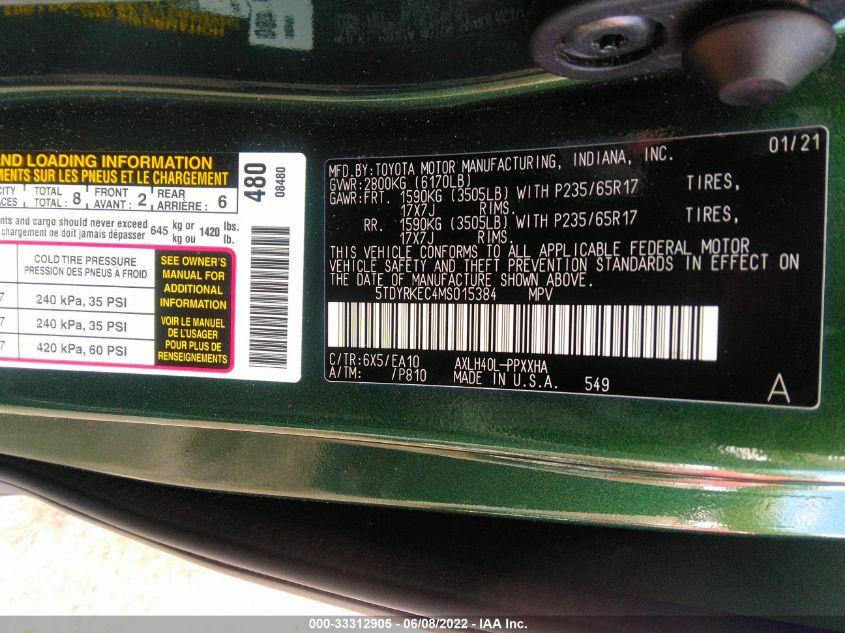 ND LOADING INFORMATION
MENTS SUR LES PNEUS ET LE CHARGEMENT
CITY TOTAL : 8 FRONT : 2 REAR : 6
ACES TOTAL : AVANT : ARRIÈRE :
nts and cargo should never exceed 645 kg or 1420 lbs.
chargement ne doit jamais dépasser kg ou lb.
COLD TIRE PRESSURE
PRESSION DES PNEUS À FROID
7 240 kPa, 35 PSI
7 240 kPa, 35 PSI
7 420 kPa, 60 PSI
SEE OWNER'S
MANUAL FOR
ADDITIONAL
INFORMATION
VOIR LE MANUEL
DE L'USAGER
POUR PLUS DE
RENSEIGNEMENTS
480
08480
MFD.BY:TOYOTA MOTOR MANUFACTURING, INDIANA, INC. 01/21
GVWR:2800KG (6170LB)
GAWR:FRT. 1590KG (3505LB) WITH P235/65R17 TIRES,
17X7J RIMS.
RR. 1590KG (3505LB) WITH P235/65R17 TIRES,
17X7J RIMS.
THIS VEHICLE CONFORMS TO ALL APPLICABLE FEDERAL MOTOR
VEHICLE SAFETY AND THEFT PREVENTION STANDARDS IN EFFECT ON
THE DATE OF MANUFACTURE SHOWN ABOVE.
5TDYRKEC4MS015384 MPV
C/TR:6X5/EA10 AXLH40L-PPXXHA
A/TM: /P810 MADE IN U.S.A. 549
A
000-33312905 - 06/08/2022 - IAA Inc.